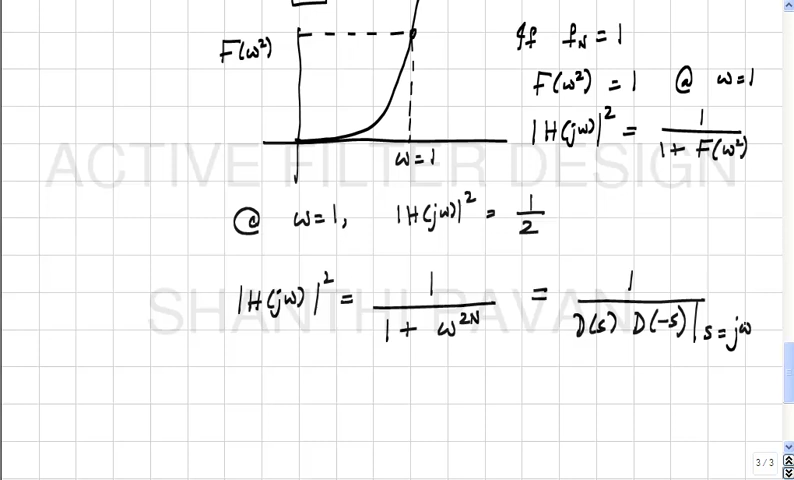 If f_N = 1
F(ω²)
F(ω²) = 1 @ ω=1
|H(jω)|² = 1 / (1 + F(ω²))
ω=1
ACTIVE FILTER DESIGN
@ ω=1, |H(jω)|² = 1/2
|H(jω)|² = 1 / (1 + ω^{2N}) = 1 / (D(s) D(-s)) |_{s=jω}
SHANTHI PAVAN
3 / 3